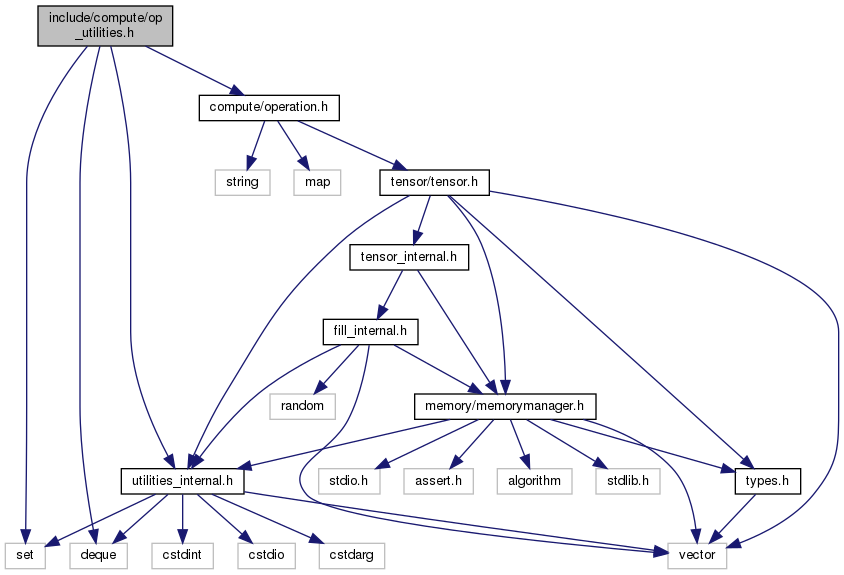 include/compute/op
_utilities.h
compute/operation.h
string
map
tensor/tensor.h
tensor_internal.h
fill_internal.h
random
memory/memorymanager.h
utilities_internal.h
stdio.h
assert.h
algorithm
stdlib.h
types.h
set
deque
cstdint
cstdio
cstdarg
vector